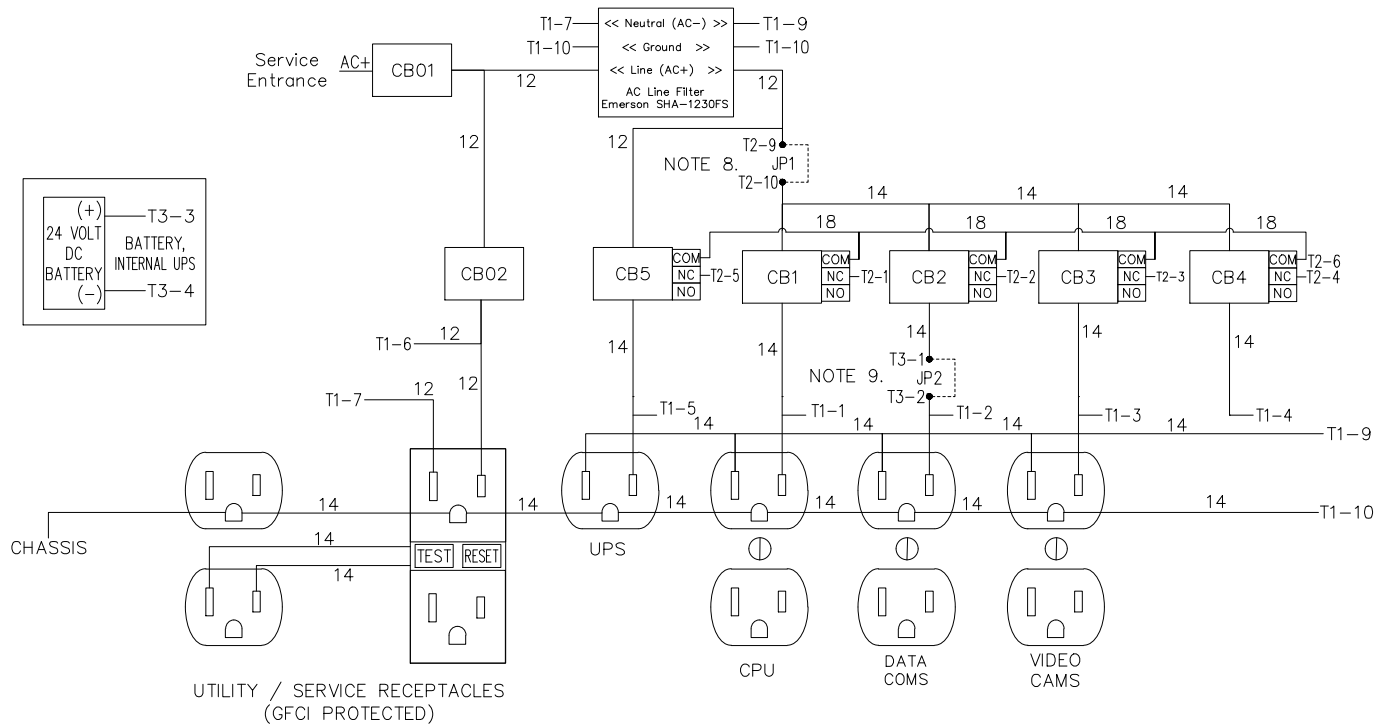 T1-7
<< Neutral (AC-) >>
T1-9
T1-10
<< Ground >>
T1-10
Service
Entrance
AC+
CB01
12
<< Line (AC+) >>
12
AC Line Filter
Emerson SHA-1230FS
12
12
T2-9
NOTE 8.
JP1
T2-10
14
14
14
18
18
18
(+)
T3-3
24 VOLT
DC
BATTERY
BATTERY,
INTERNAL UPS
(-)
T3-4
CB02
CB5
COM
NC
NO
T2-5
CB1
COM
NC
NO
T2-1
CB2
COM
NC
NO
T2-2
CB3
COM
NC
NO
T2-3
CB4
COM
NC
NO
T2-6
T2-4
T1-6
12
12
14
14
14
14
14
T3-1
NOTE 9.
JP2
T3-2
T1-7
12
T1-5
T1-1
T1-2
T1-3
T1-4
14
14
14
14
T1-9
14
14
14
14
14
14
T1-10
CHASSIS
14
14
TEST
RESET
UPS
CPU
DATA
COMS
VIDEO
CAMS
UTILITY / SERVICE RECEPTACLES
(GFCI PROTECTED)